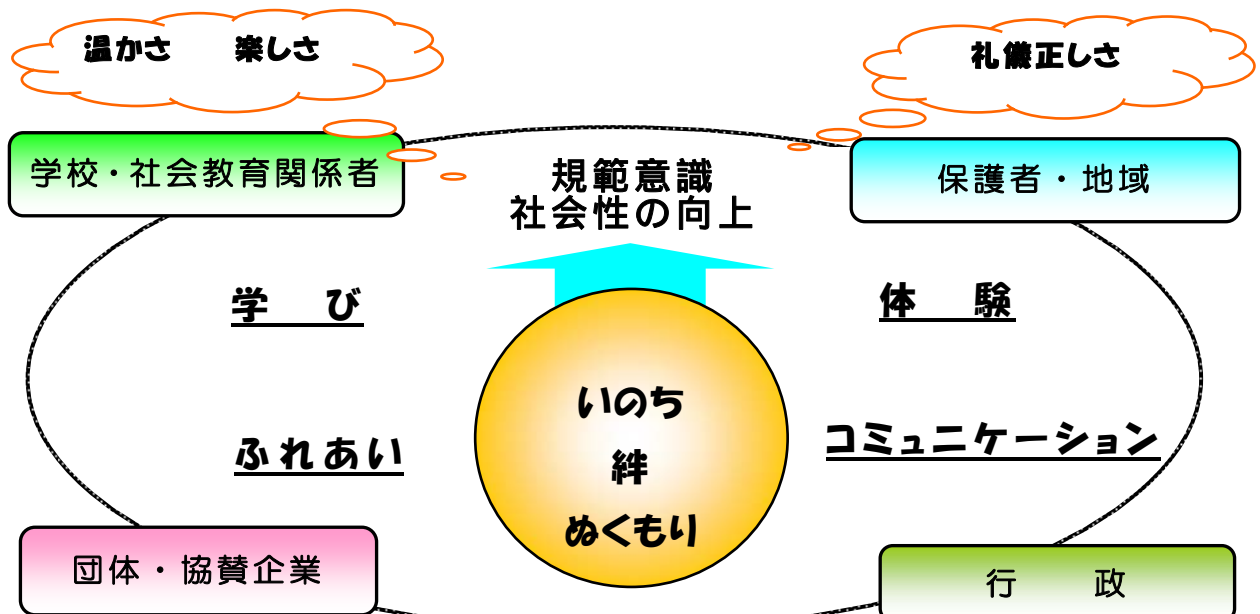 温かさ　楽しさ
礼儀正しさ
学校・社会教育関係者
規範意識
社会性の向上
保護者・地域
学　び
体　験
いのち
絆
ぬくもり
ふれあい
コミュニケーション
団体・協賛企業
行　政